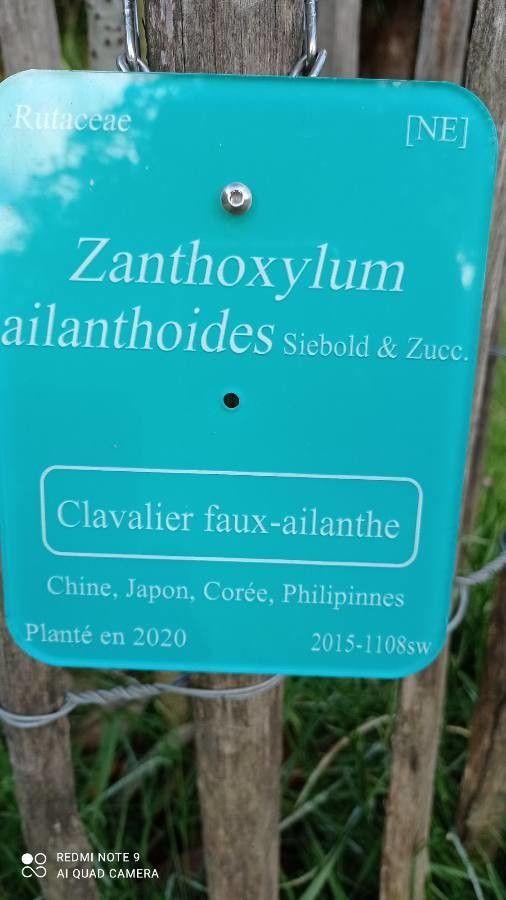 Rutaceae [NE]
Zanthoxylum
ailanthoides Siebold & Zucc.
Clavalier faux-ailanthe
Chine, Japon, Corée, Philipinnes
Planté en 2020 2015-1108sw
REDMI NOTE 9
AI QUAD CAMERA